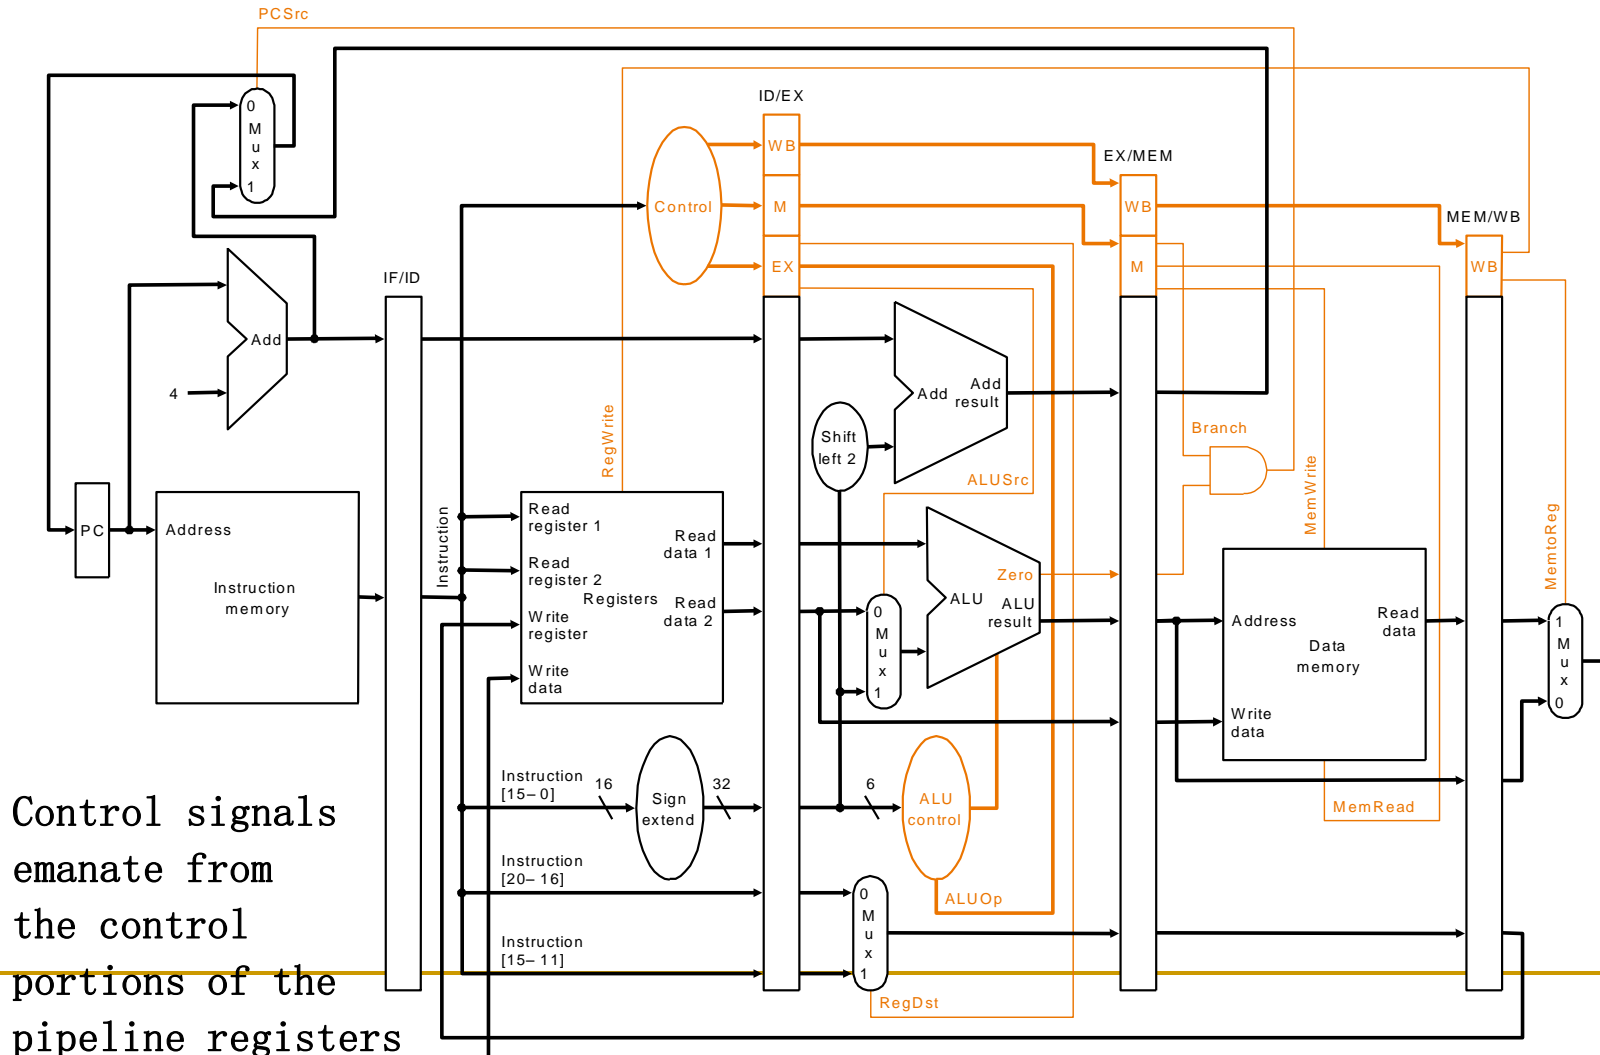 PCSrc
ID/EX
0
M
u
x
1
WB
EX/MEM
Control
M
WB
MEM/WB
EX
M
WB
IF/ID
Add
4
Add
Add
result
Shift
left 2
Branch
RegWrite
ALUSrc
MemWrite
MemtoReg
PC
Address
Instruction
memory
Instruction
Read
register 1
Read
register 2
Write
register
Write
data
Registers
Read
data 1
Read
data 2
0
M
u
x
1
Zero
ALU
ALU
result
Address
Data
memory
Read
data
Write
data
1
M
u
x
0
Instruction
[15–0]
16
Sign
extend
32
6
ALU
control
MemRead
Instruction
[20–16]
ALUOp
0
M
u
x
1
Instruction
[15–11]
RegDst
Control signals
emanate from
the control
portions of the
pipeline registers